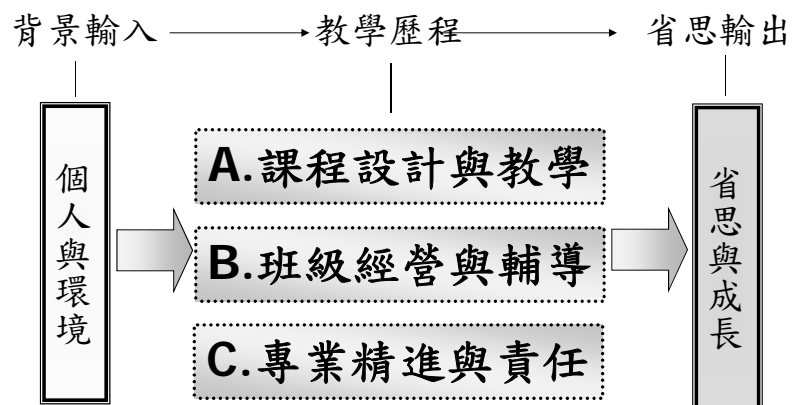 背景輸入
教學歷程
省思輸出
個人與環境
A.課程設計與教學
B.班級經營與輔導
C.專業精進與責任
省思與成長